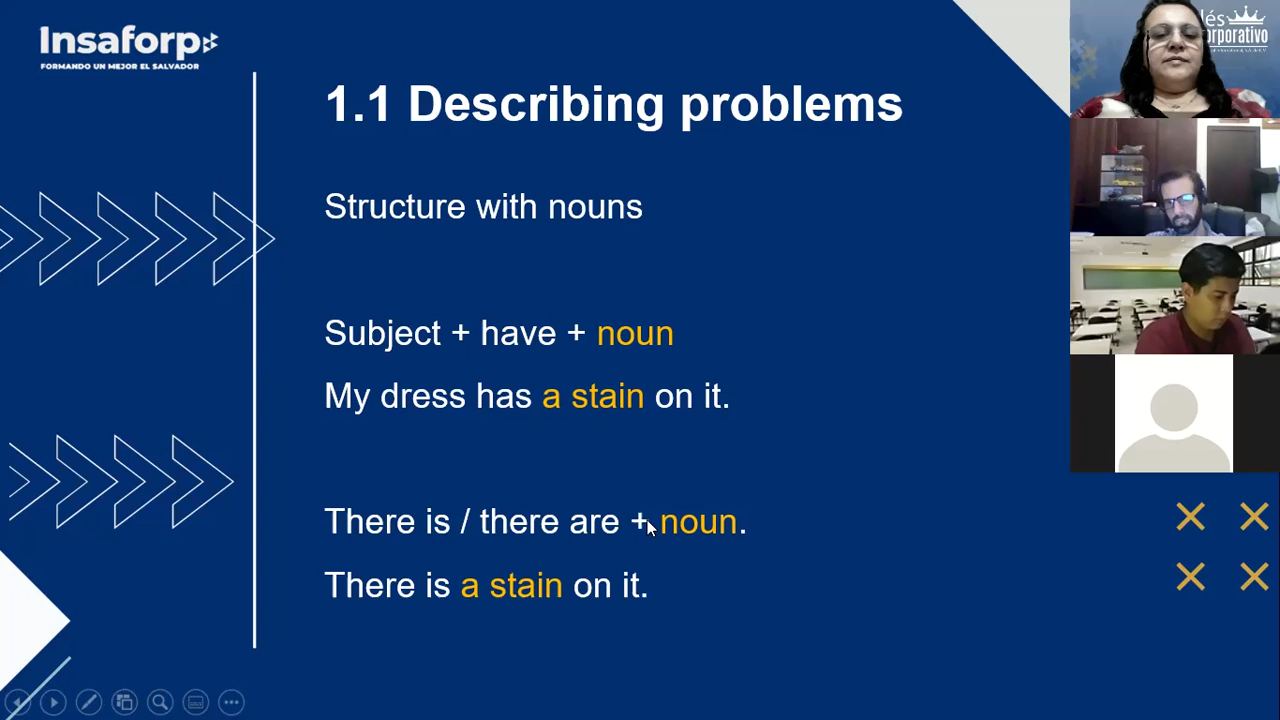 Insaforp
FORMANDO UN MEJOR EL SALVADOR
1.1 Describing problems
Structure with nouns
Subject + have + noun
My dress has a stain on it.
There is / there are + noun.
There is a stain on it.